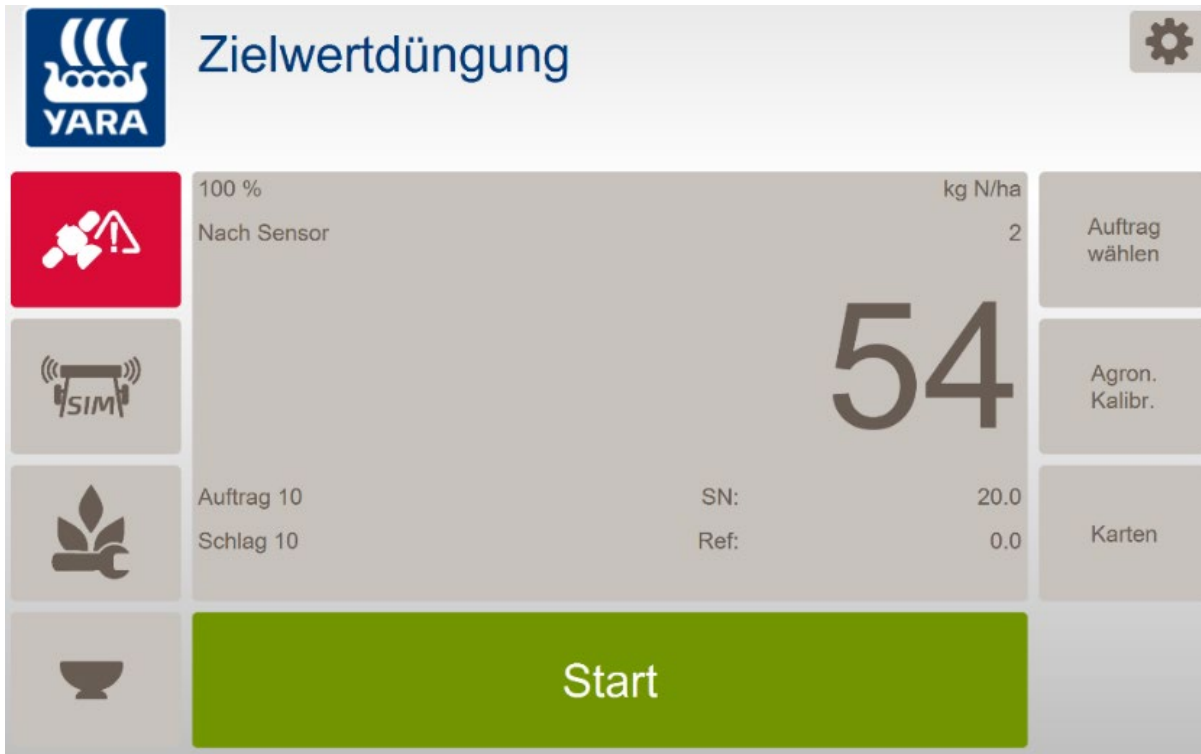 YARA
Zielwertdüngung
100 %
kg N/ha
Nach Sensor
2
54
Auftrag 10
SN:
20.0
Schlag 10
Ref:
0.0
SIM
Start
Auftrag
wählen
Agron.
Kalibr.
Karten